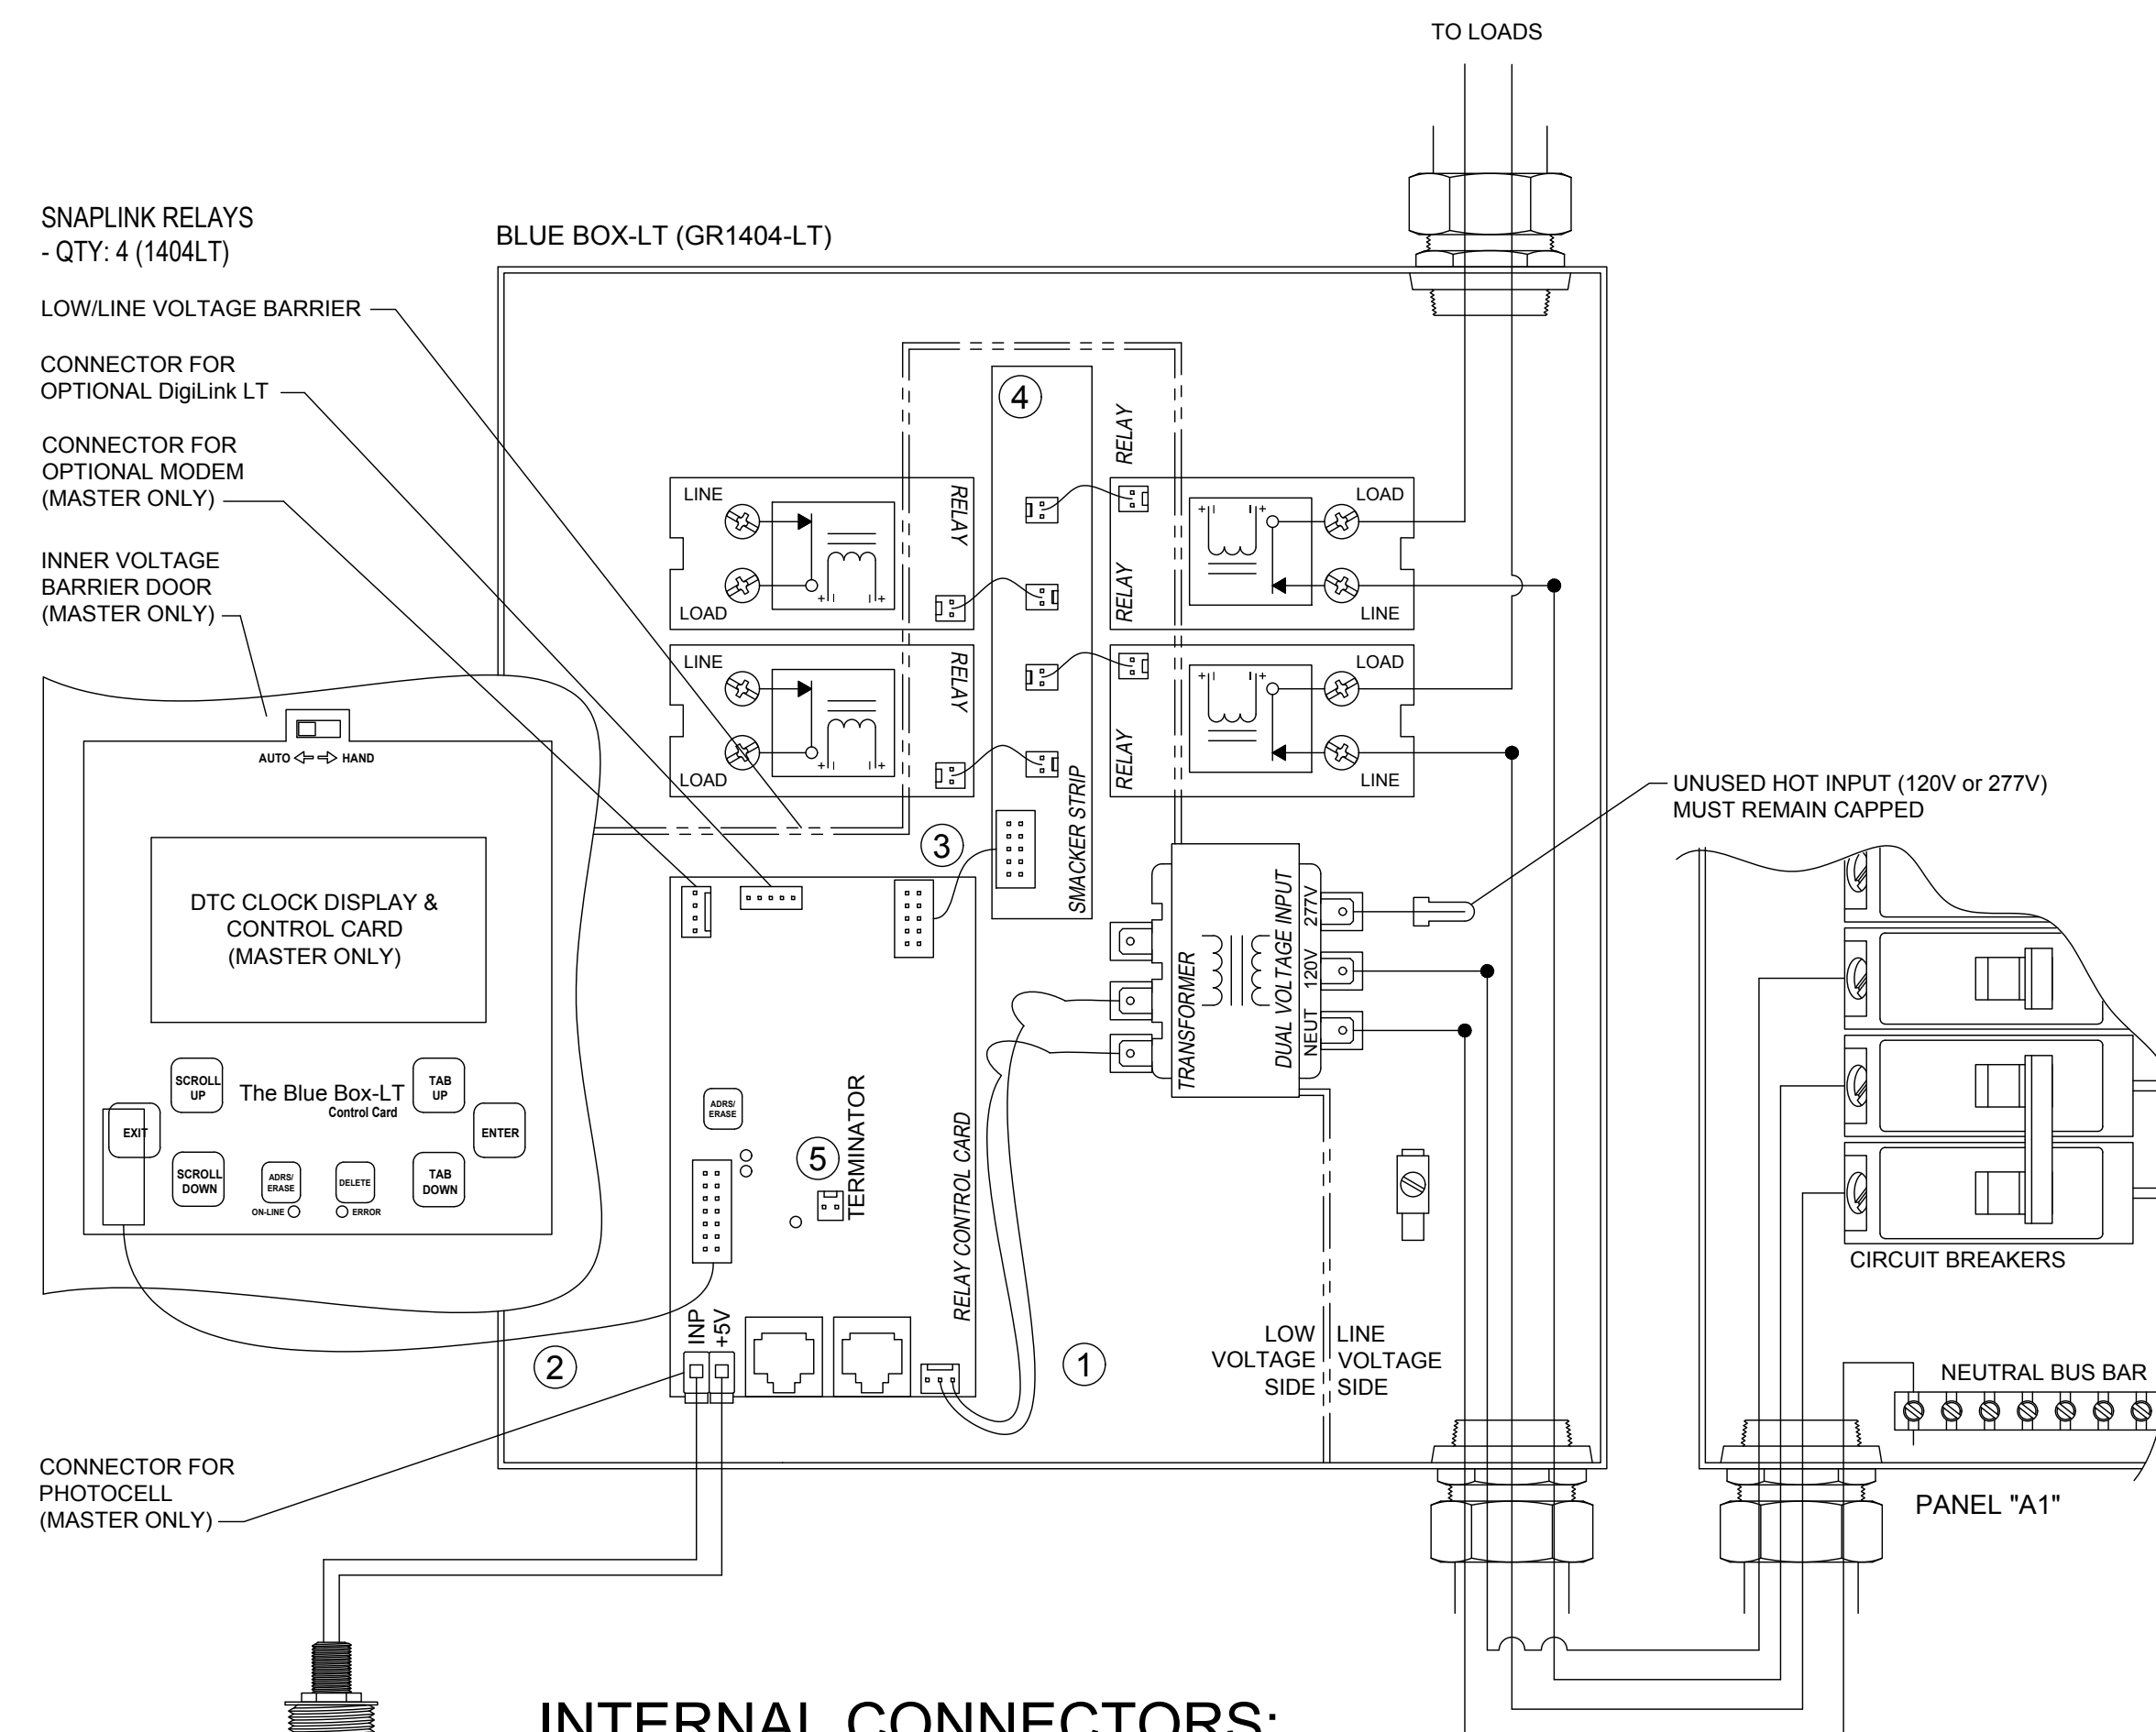 TO LOADS
SNAPLINK RELAYS
- QTY: 4 (1404LT)
BLUE BOX-LT (GR1404-LT)
LOW/LINE VOLTAGE BARRIER
CONNECTOR FOR
OPTIONAL DigiLink LT
CONNECTOR FOR
OPTIONAL MODEM
(MASTER ONLY)
INNER VOLTAGE
BARRIER DOOR
(MASTER ONLY)
4
RELAY
LINE
LOAD
RELAY
RELAY
LOAD
LINE
LINE
LOAD
RELAY
RELAY
LOAD
LINE
SMACKER STRIP
3
AUTO HAND
DTC CLOCK DISPLAY &
CONTROL CARD
(MASTER ONLY)
SCROLL
UP
The Blue Box-LT
Control Card
TAB
UP
EXIT
ENTER
SCROLL
DOWN
ADRS/
ERASE
DELETE
TAB
DOWN
ON-LINE
ERROR
UNUSED HOT INPUT (120V or 277V)
MUST REMAIN CAPPED
TRANSFORMER
DUAL VOLTAGE INPUT
277V
120V
NEUT
ADRS/
ERASE
5
TERMINATOR
RELAY CONTROL CARD
INP
+5V
2
1
LOW
VOLTAGE
SIDE
LINE
VOLTAGE
SIDE
CIRCUIT BREAKERS
NEUTRAL BUS BAR
PANEL "A1"
CONNECTOR FOR
PHOTOCELL
(MASTER ONLY)
INTERNAL CONNECTORS: